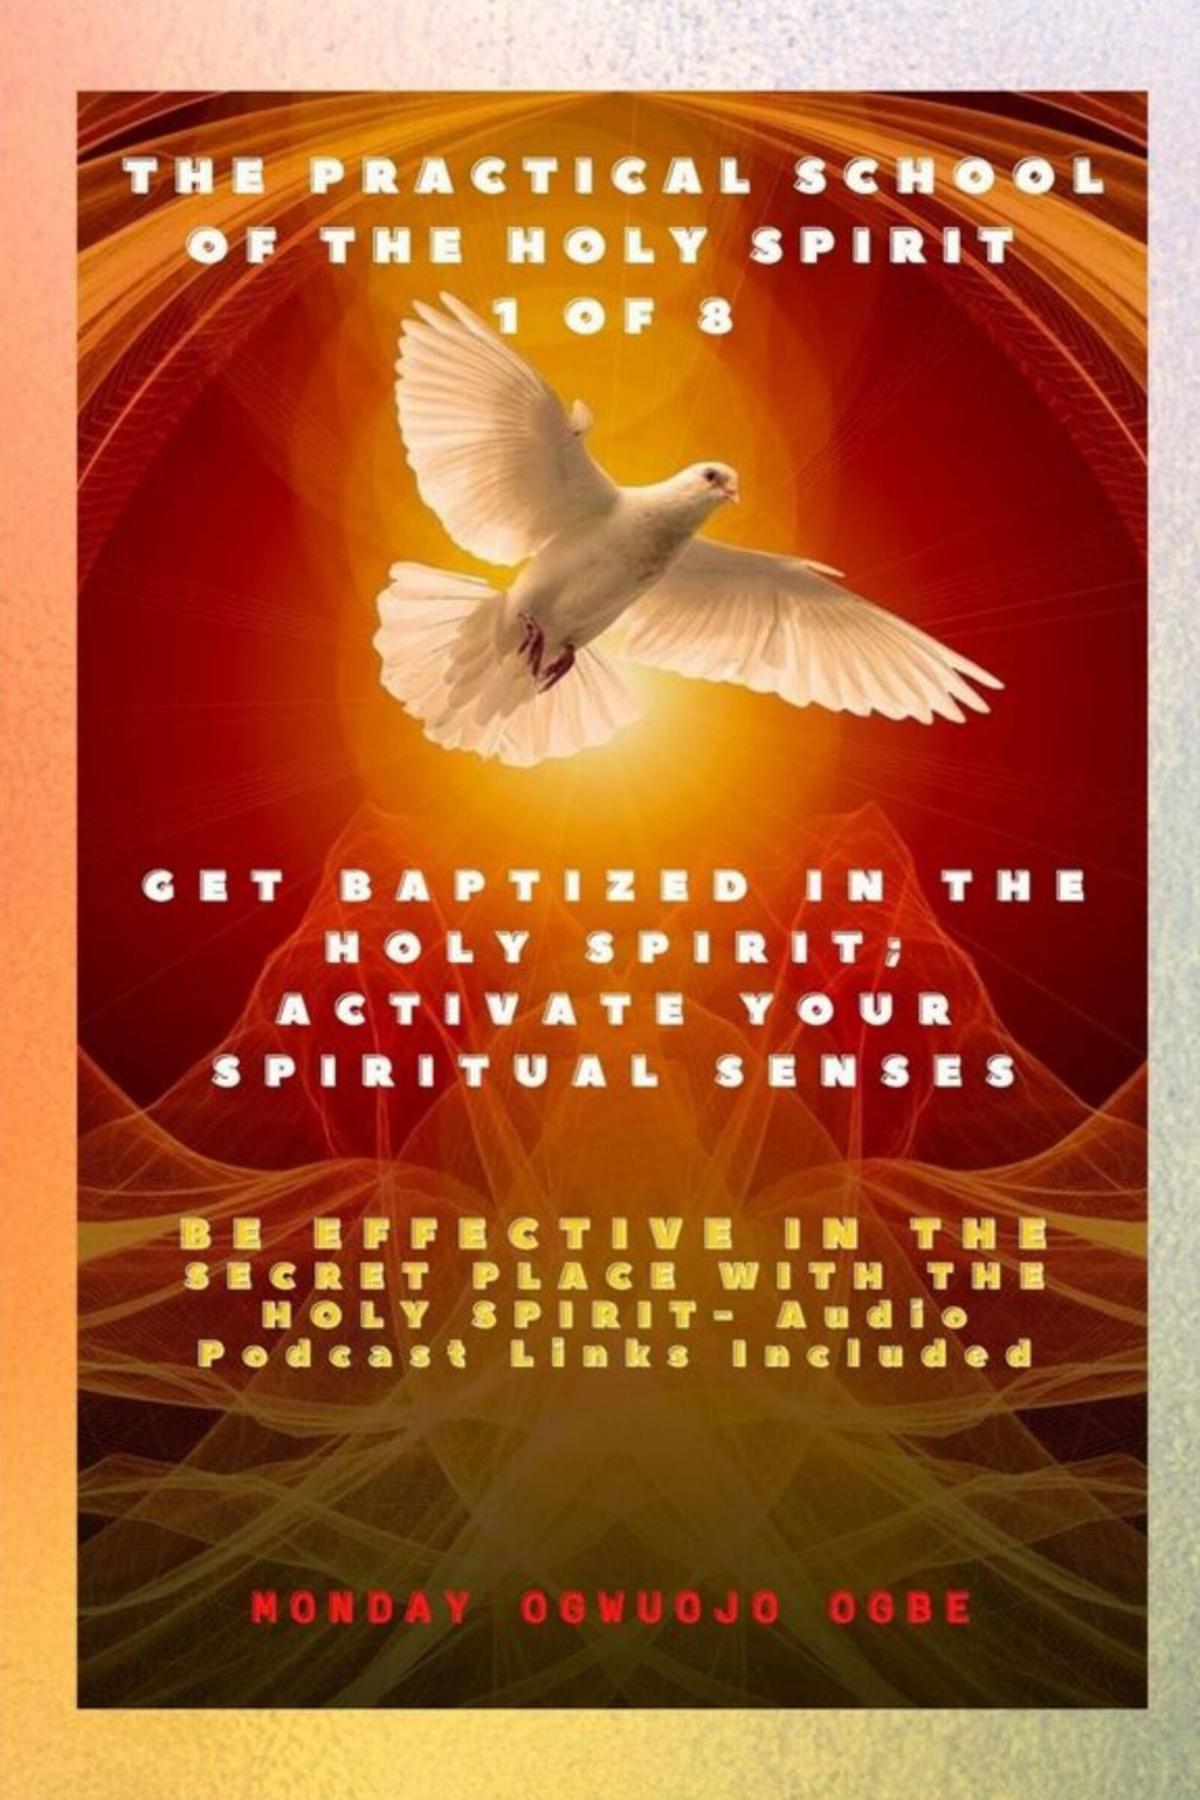 THE PRACTICAL SCHOOL
OF THE HOLY SPIRIT
1 OF 8
GET BAPTIZED IN THE
HOLY SPIRIT;
ACTIVATE YOUR
SPIRITUAL SENSES
BE EFFECTIVE IN THE
SECRET PLACE WITH THE
HOLY SPIRIT- Audio
Podcast Links Included
MONDAY OGWUOJO OGBE